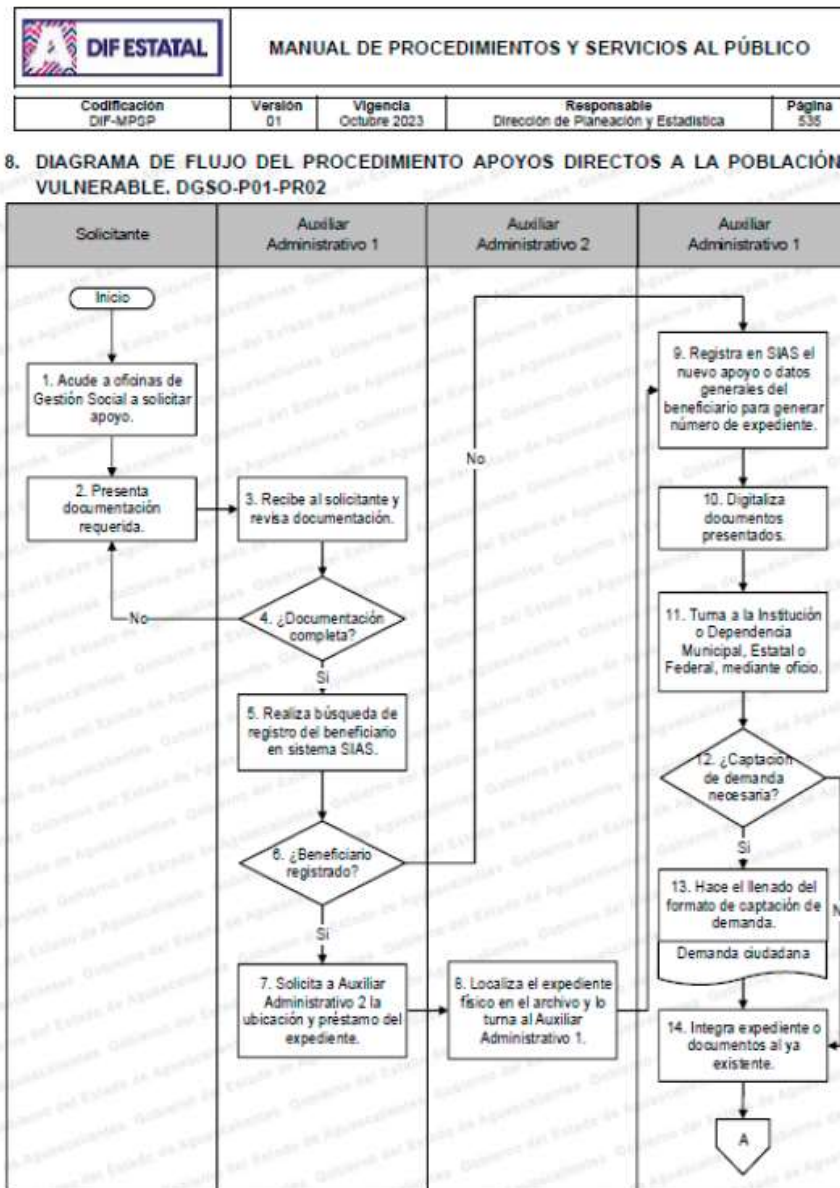 DIF ESTATAL
MANUAL DE PROCEDIMIENTOS Y SERVICIOS AL PÚBLICO
Codificación
DIF-MPSP
Versión
01
Vigencia
Octubre 2023
Responsable
Dirección de Planeación y Estadística
Página
535
8. DIAGRAMA DE FLUJO DEL PROCEDIMIENTO APOYOS DIRECTOS A LA POBLACIÓN
VULNERABLE. DGSO-P01-PR02
Solicitante
Auxiliar
Administrativo 1
Auxiliar
Administrativo 2
Auxiliar
Administrativo 1
Inicio
1. Acude a oficinas de
Gestión Social a solicitar
apoyo.
2. Presenta
documentación
requerida.
3. Recibe al solicitante y
revisa documentación.
4. ¿Documentación
completa?
No
Si
5. Realiza búsqueda de
registro del beneficiario
en sistema SIAS.
6. ¿Beneficiario
registrado?
No
Si
7. Solicita a Auxiliar
Administrativo 2 la
ubicación y préstamo del
expediente.
8. Localiza el expediente
físico en el archivo y lo
turna al Auxiliar
Administrativo 1.
9. Registra en SIAS el
nuevo apoyo o datos
generales del
beneficiario para generar
número de expediente.
10. Digitaliza
documentos
presentados.
11. Turna a la Institución
o Dependencia
Municipal, Estatal o
Federal, mediante oficio.
12. ¿Captación
de demanda
necesaria?
Si
13. Hace el llenado del
formato de captación de
demanda.
Demanda ciudadana
14. Integra expediente o
documentos al ya
existente.
A
Gobierno del Estado de Aguascalientes